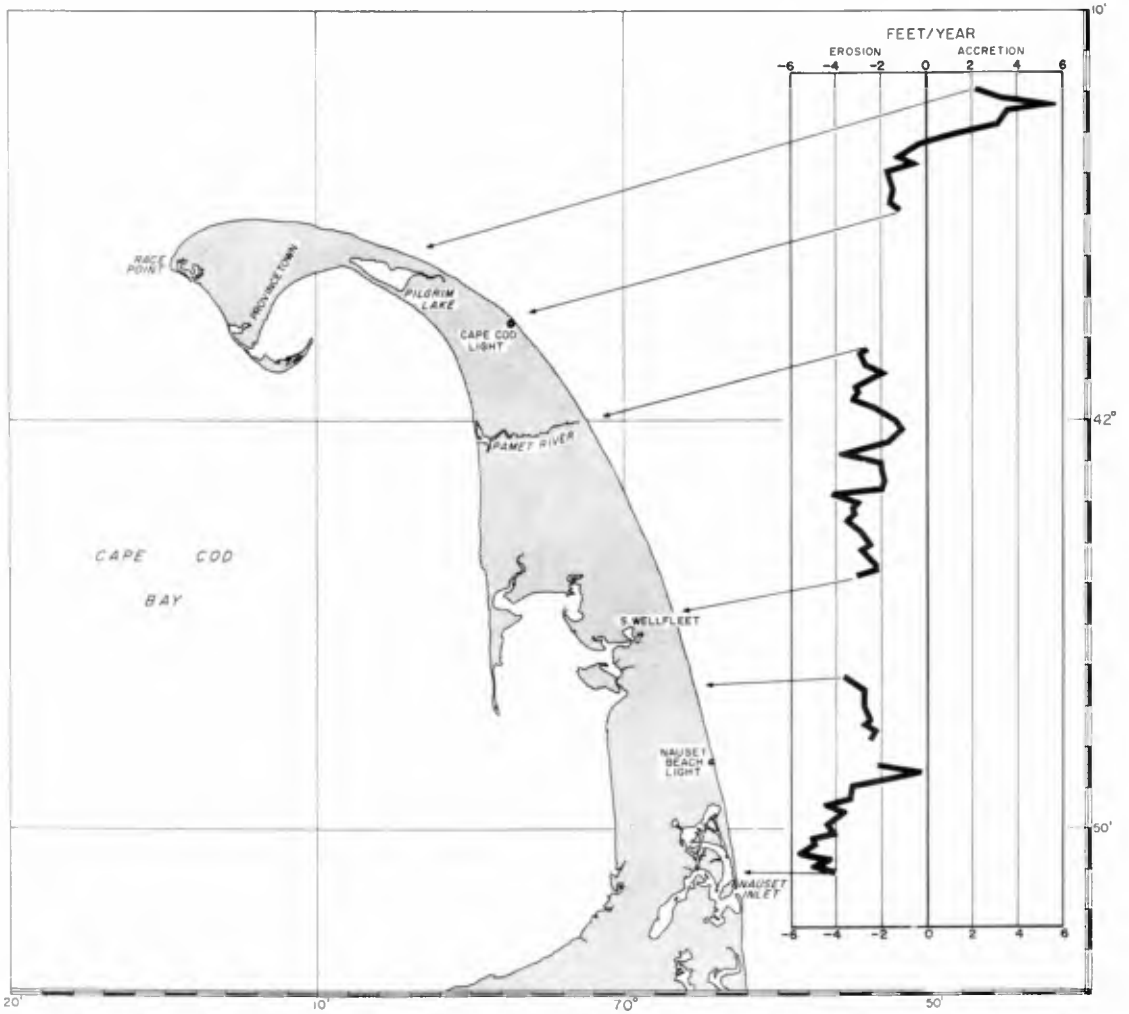 10'
FEET/YEAR
EROSION ACCRETION
-6 -4 -2 0 2 4 6
RACE
POINT
PROVINCETOWN
PILGRIM
LAKE
CAPE COD
LIGHT
42°
PAMET RIVER
CAPE COD
BAY
S. WELLFLEET
NAUSET
BEACH
LIGHT
50'
NAUSET
INLET
-6 -4 -2 0 2 4 6
20' 10' 70° 50'